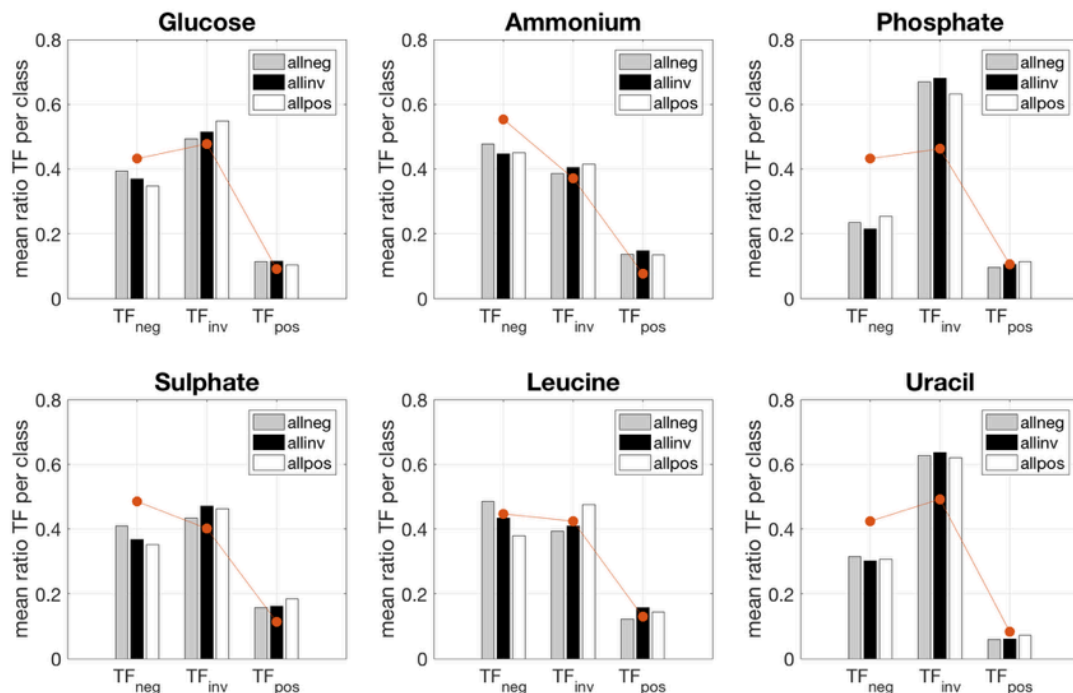 Glucose
mean ratio TF per class
0.8
0.6
0.4
0.2
0
allneg
allinv
allpos
TFneg TFinv TFpos
Ammonium
mean ratio TF per class
0.8
0.6
0.4
0.2
0
allneg
allinv
allpos
TFneg TFinv TFpos
Phosphate
mean ratio TF per class
0.8
0.6
0.4
0.2
0
allneg
allinv
allpos
TFneg TFinv TFpos
Sulphate
mean ratio TF per class
0.8
0.6
0.4
0.2
0
allneg
allinv
allpos
TFneg TFinv TFpos
Leucine
mean ratio TF per class
0.8
0.6
0.4
0.2
0
allneg
allinv
allpos
TFneg TFinv TFpos
Uracil
mean ratio TF per class
0.8
0.6
0.4
0.2
0
allneg
allinv
allpos
TFneg TFinv TFpos